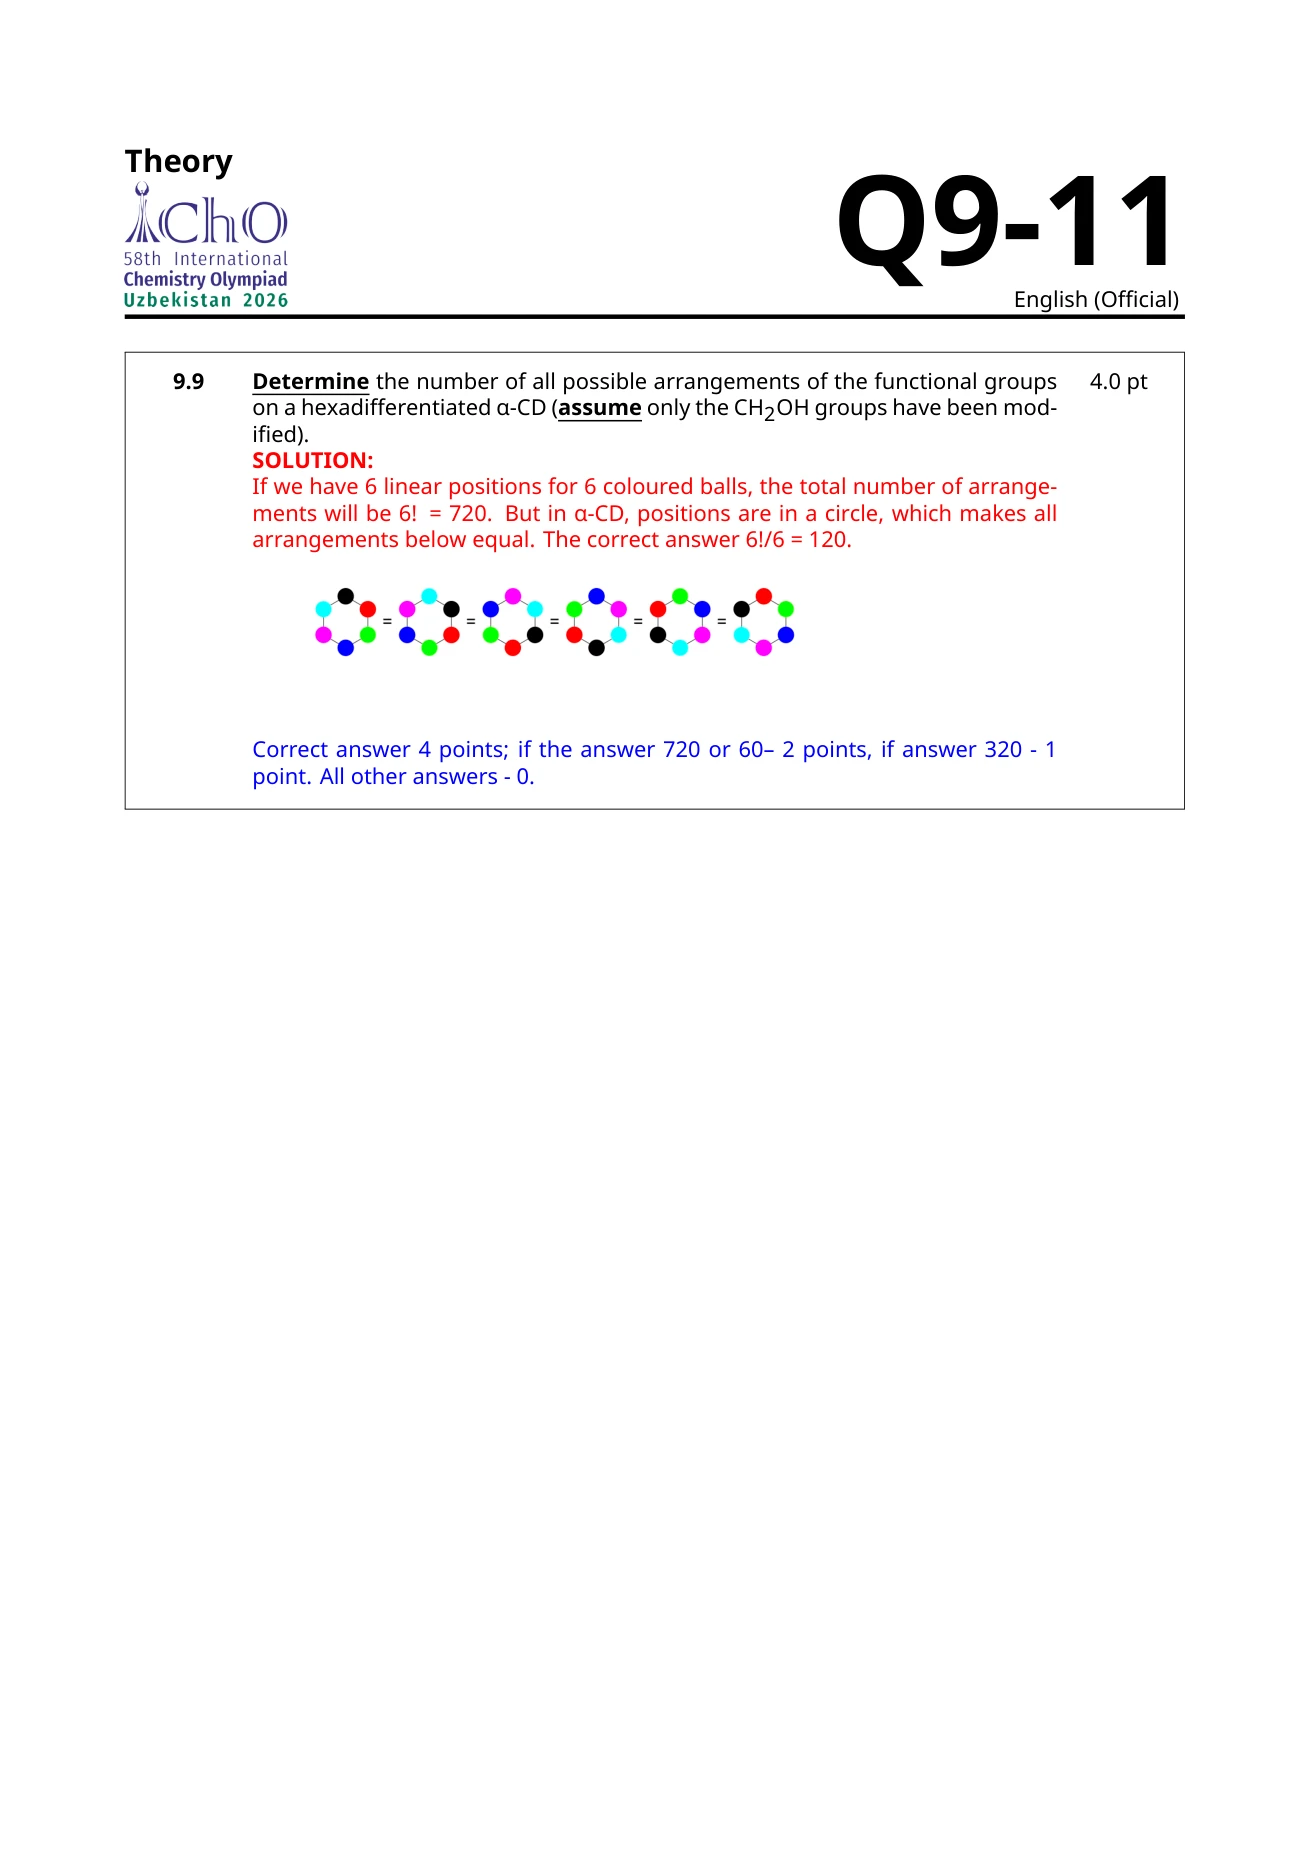 Theory
IChO
58th International
Chemistry Olympiad
Uzbekistan 2026
Q9-11
English (Official)
9.9 Determine the number of all possible arrangements of the functional groups 4.0 pt
on a hexadifferentiated α-CD (assume only the CH2OH groups have been mod-
ified).
SOLUTION:
If we have 6 linear positions for 6 coloured balls, the total number of arrange-
ments will be 6! = 720. But in α-CD, positions are in a circle, which makes all
arrangements below equal. The correct answer 6!/6 = 120.
= = = = =
Correct answer 4 points; if the answer 720 or 60– 2 points, if answer 320 - 1
point. All other answers - 0.